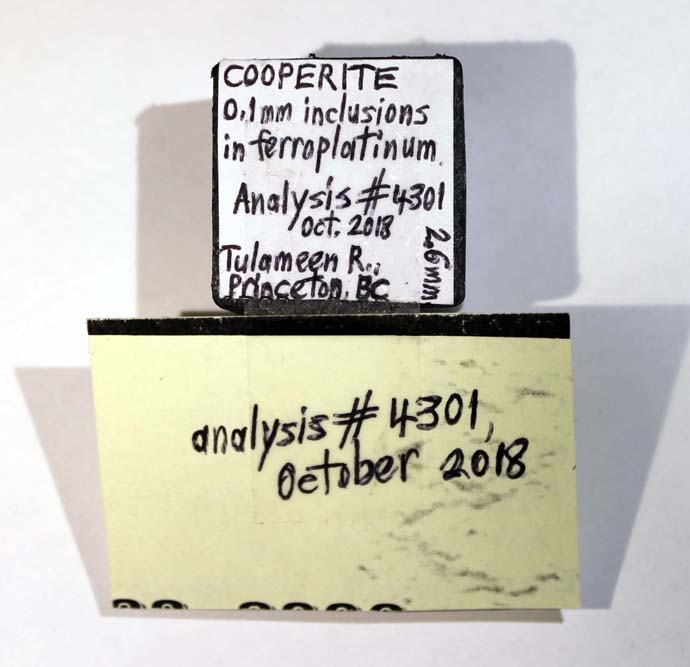 COOPERITE
0.1mm inclusions
in ferroplatinum
Analysis #4301
Oct. 2018
Tulameen R.,
Princeton, BC
2.6mm
analysis #4301,
October 2018